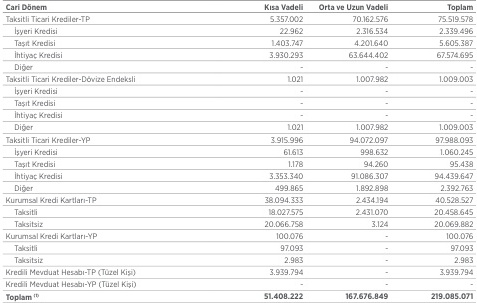 Cari Dönem Kısa Vadeli Orta ve Uzun Vadeli Toplam
Taksitli Ticari Krediler-TP 5.357.002 70.162.576 75.519.578
İşyeri Kredisi 22.962 2.316.534 2.339.496
Taşıt Kredisi 1.403.747 4.201.640 5.605.387
İhtiyaç Kredisi 3.930.293 63.644.402 67.574.695
Diğer - - -
Taksitli Ticari Krediler-Dövize Endeksli 1.021 1.007.982 1.009.003
İşyeri Kredisi - - -
Taşıt Kredisi - - -
İhtiyaç Kredisi - - -
Diğer 1.021 1.007.982 1.009.003
Taksitli Ticari Krediler-YP 3.915.996 94.072.097 97.988.093
İşyeri Kredisi 61.613 998.632 1.060.245
Taşıt Kredisi 1.178 94.260 95.438
İhtiyaç Kredisi 3.353.340 91.086.307 94.439.647
Diğer 499.865 1.892.898 2.392.763
Kurumsal Kredi Kartları-TP 38.094.333 2.434.194 40.528.527
Taksitli 18.027.575 2.431.070 20.458.645
Taksitsiz 20.066.758 3.124 20.069.882
Kurumsal Kredi Kartları-YP 100.076 - 100.076
Taksitli 97.093 - 97.093
Taksitsiz 2.983 - 2.983
Kredili Mevduat Hesabı-TP (Tüzel Kişi) 3.939.794 - 3.939.794
Kredili Mevduat Hesabı-YP (Tüzel Kişi) - - -
Toplam (1) 51.408.222 167.676.849 219.085.071